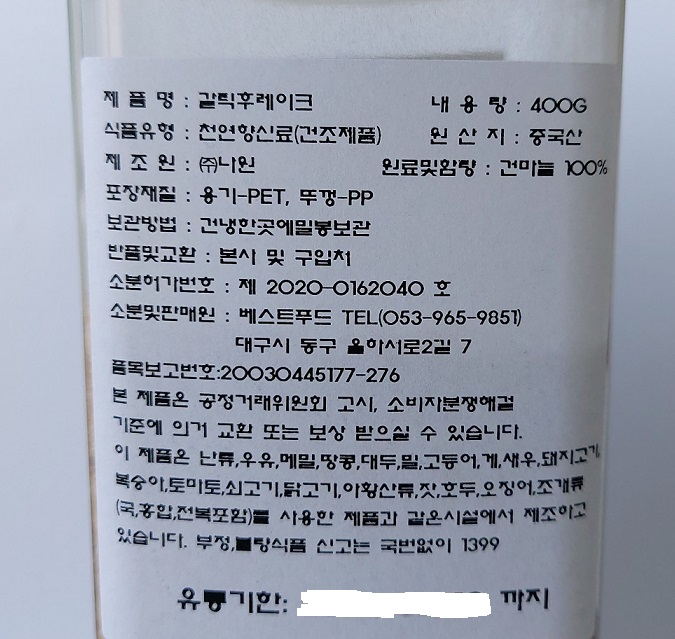 제 품 명 : 갈릭후레이크 내 용 량 : 400G
식품유형 : 천연향신료(건조제품) 원 산 지 : 중국산
제 조 원 : ㈜나원 원료및함량 : 건마늘 100%
포장재질 : 용기-PET, 뚜껑-PP
보관방법 : 건냉한곳에밀봉보관
반품및교환 : 본사 및 구입처
소분허가번호 : 제 2020-0162040 호
소분및판매원 : 베스트푸드 TEL(053-965-9851)
대구시 동구 율하서로2길 7
품목보고번호:20030445177-276
본 제품은 공정거래위원회 고시, 소비자분쟁해결
기준에 의거 교환 또는 보상 받으실 수 있습니다.
이 제품은 난류,우유,메밀,땅콩,대두,밀,고등어,게,새우,돼지고기,
복숭아,토마토,쇠고기,닭고기,아황산류,잣,호두,오징어,조개류
(국,홍합,전복포함)를 사용한 제품과 같은시설에서 제조하고
있습니다. 부정,불량식품 신고는 국번없이 1399
유통기한: 까지